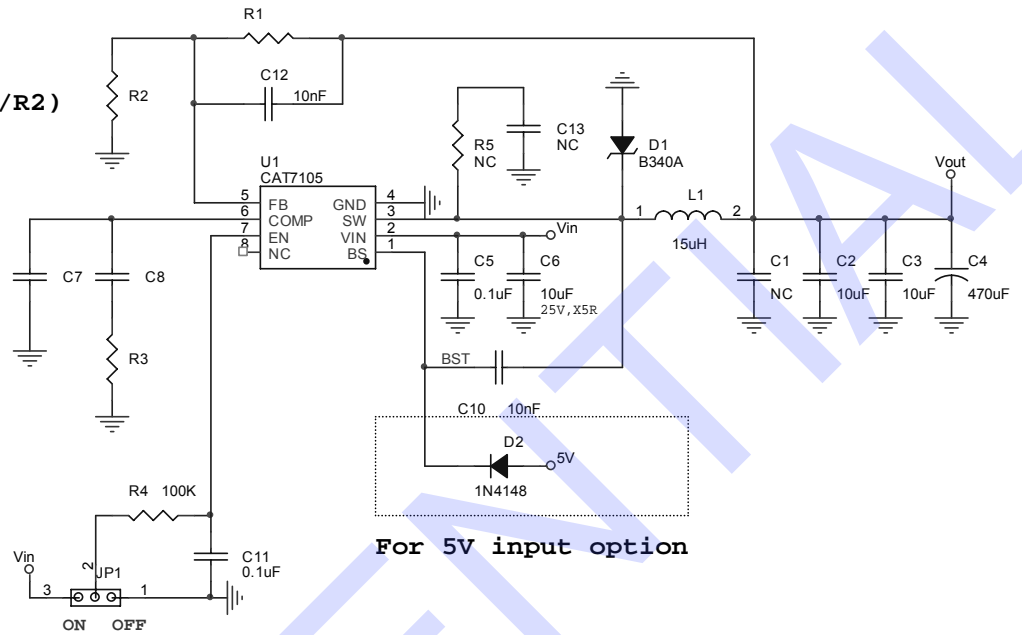 R1
C12
10nF
R2
/R2)
R5
NC
C13
NC
D1
B340A
U1
CAT7105
Vout
5 FB GND 4
6 COMP SW 3
7 EN VIN 2
8 NC BS 1
Vin
1 L1 2
15uH
C7
C8
C5
0.1uF
C6
10uF
25V,X5R
C1
NC
C2
10uF
C3
10uF
C4
470uF
R3
BST
C10 10nF
D2
5V
1N4148
R4 100K
For 5V input option
Vin
C11
0.1uF
2
JP1
3
1
ON OFF
ENTIAL